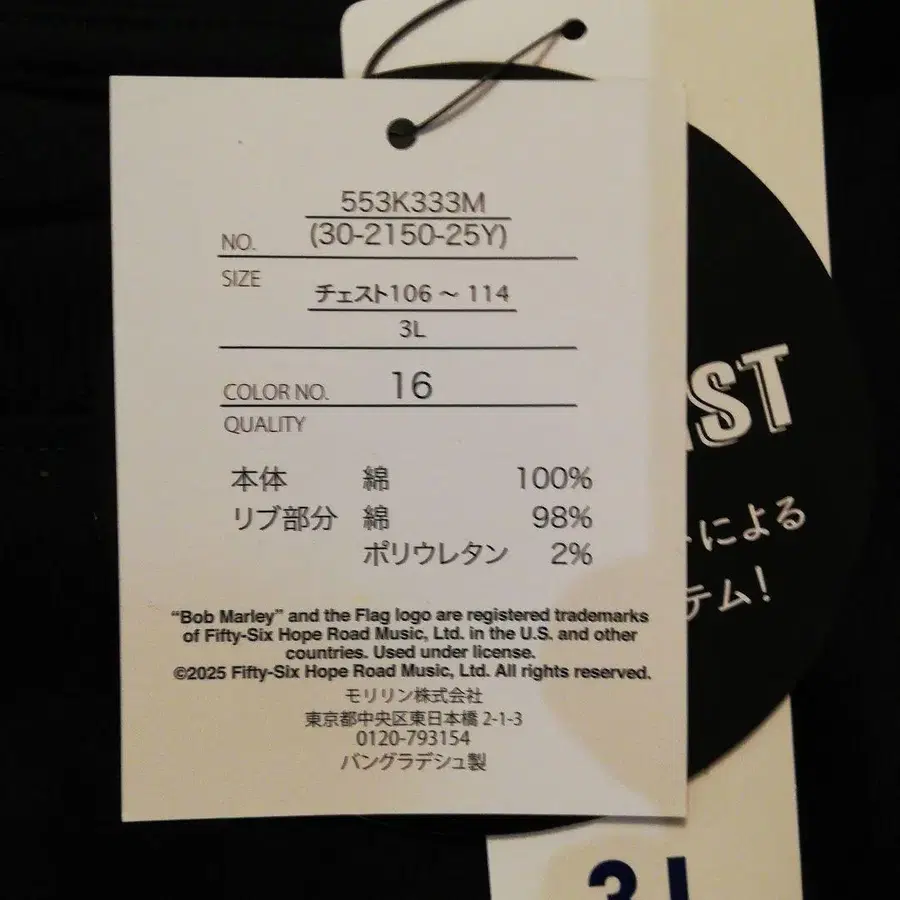 553K333M
NO. (30-2150-25Y)
SIZE
チェスト106 ～ 114
3L
COLOR NO. 16
QUALITY
本体 綿 100%
リブ部分 綿 98%
ポリウレタン 2%
“Bob Marley” and the Flag logo are registered trademarks
of Fifty-Six Hope Road Music, Ltd. in the U.S. and other
countries. Used under license.
©2025 Fifty-Six Hope Road Music, Ltd. All rights reserved.
モリリン株式会社
東京都中央区東日本橋 2-1-3
0120-793154
バングラデシュ製
IST
による
テム!
3L